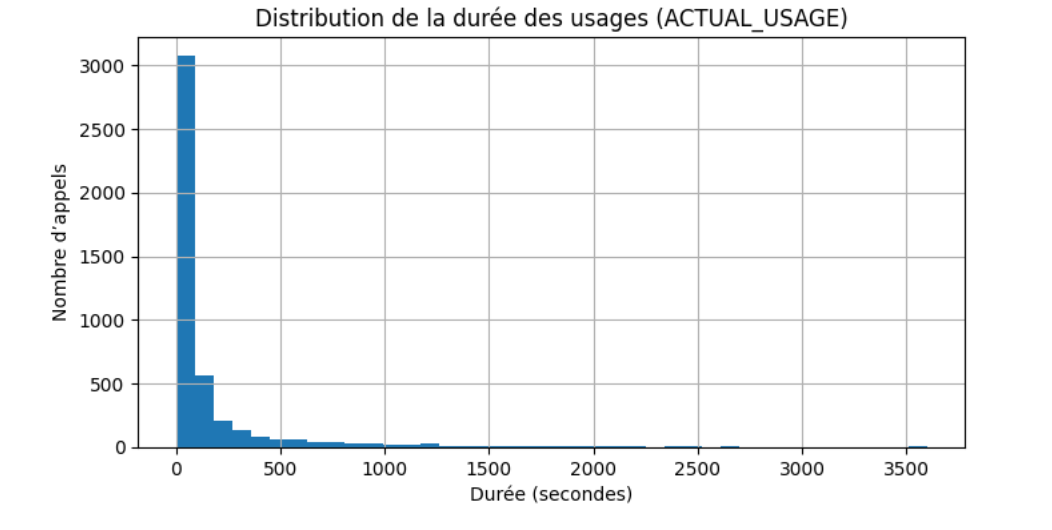 Distribution de la durée des usages (ACTUAL_USAGE)
Nombre d’appels
3000
2500
2000
1500
1000
500
0
0 500 1000 1500 2000 2500 3000 3500
Durée (secondes)